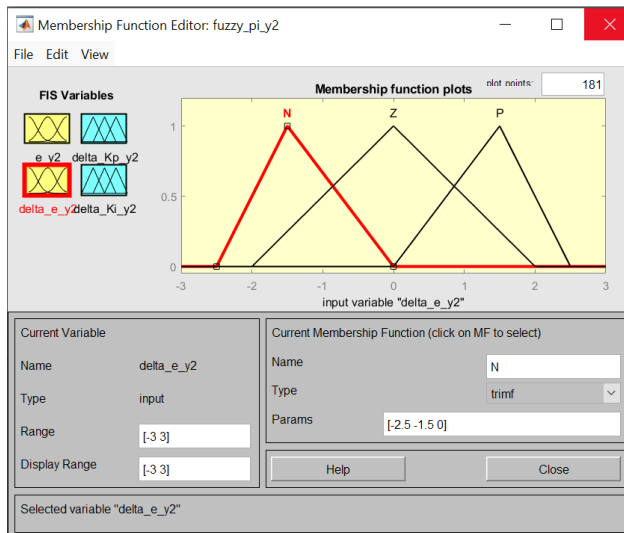 Membership Function Editor: fuzzy_pi_y2
File Edit View
FIS Variables
e_y2 delta_Kp_y2
delta_e_y2 delta_Ki_y2
Membership function plots
plot points: 181
N Z P
1
0.5
0
-3 -2 -1 0 1 2 3
input variable "delta_e_y2"
Current Variable
Name delta_e_y2
Type input
Range [-3 3]
Display Range [-3 3]
Current Membership Function (click on MF to select)
Name N
Type trimf
Params [-2.5 -1.5 0]
Help Close
Selected variable "delta_e_y2"